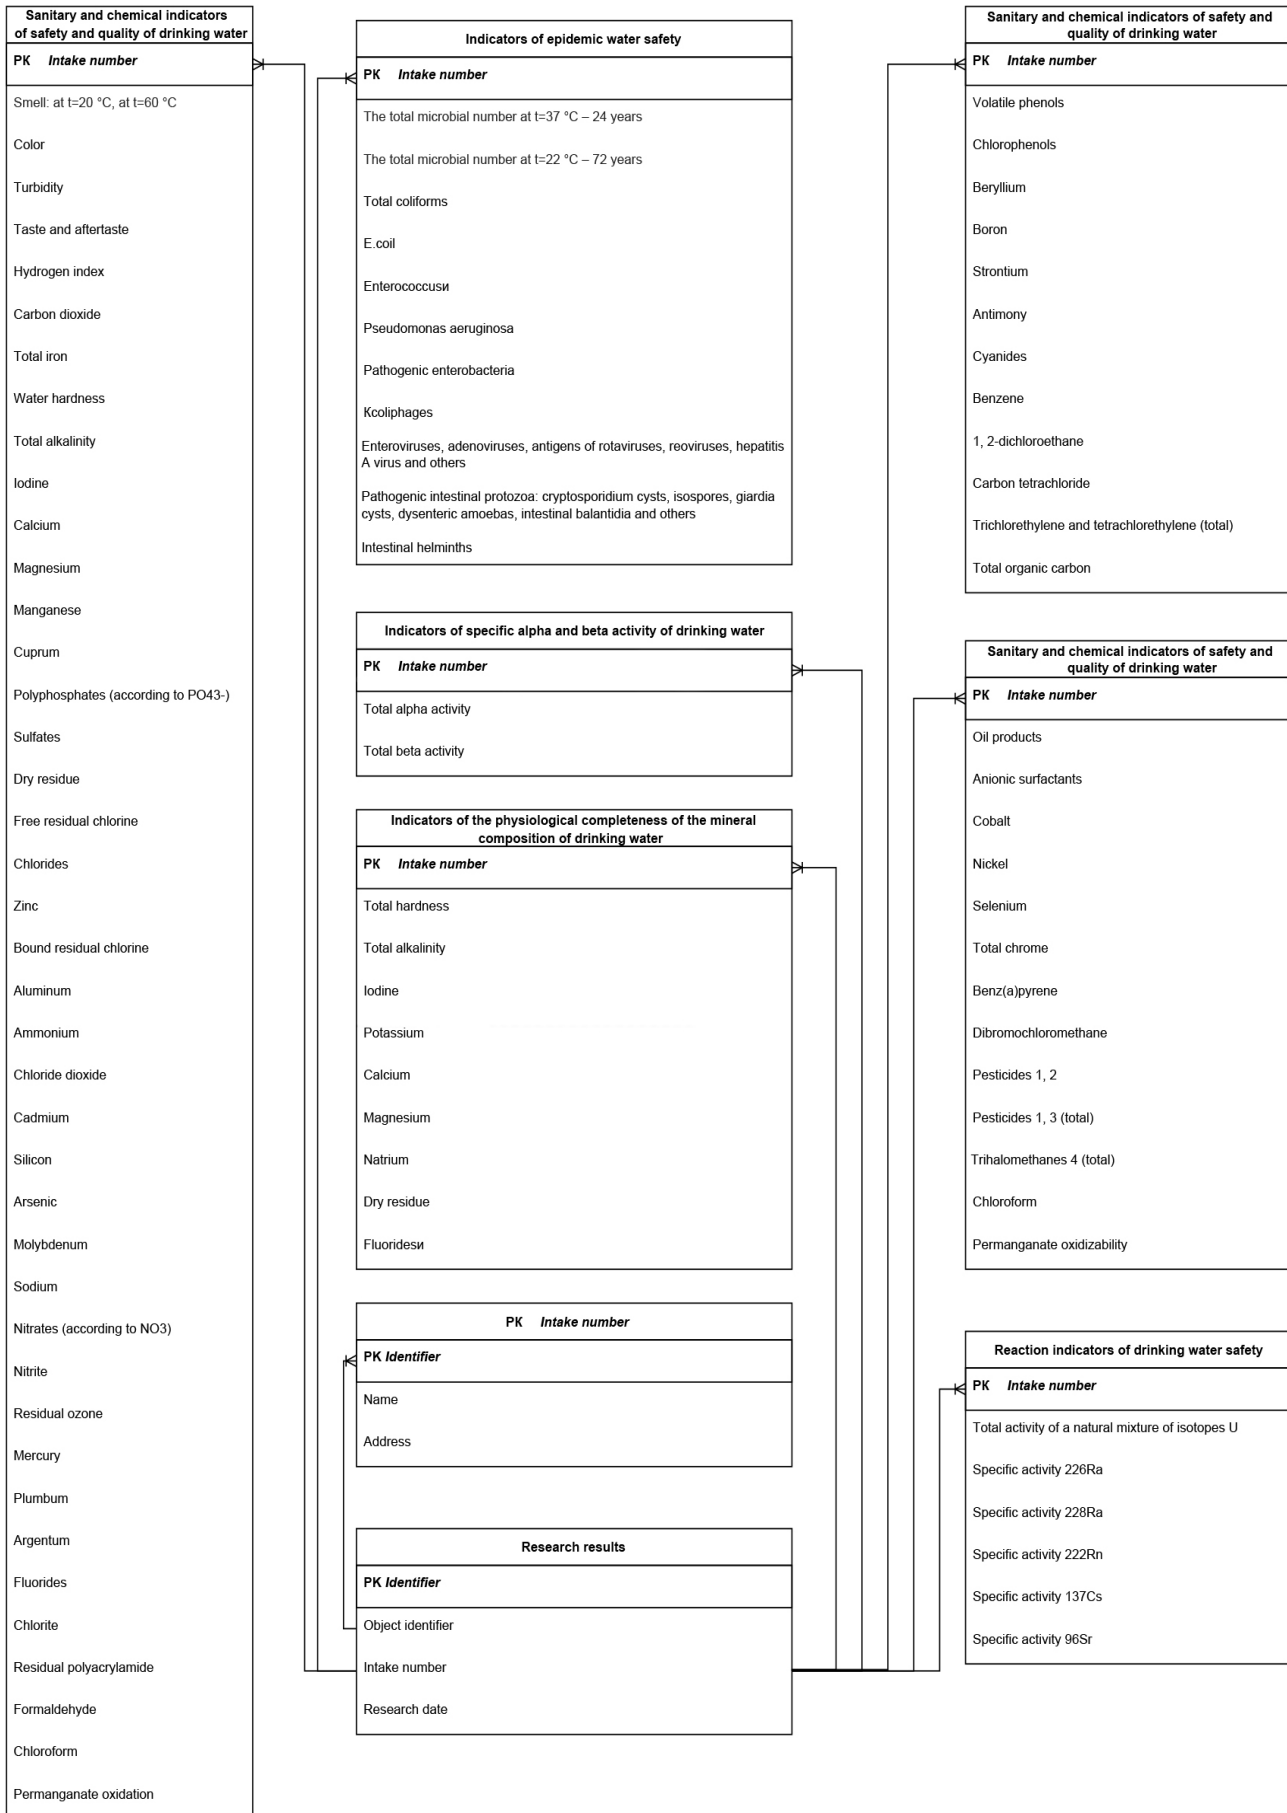 Sanitary and chemical indicators
of safety and quality of drinking water
PK Intake number
Smell: at t=20 °C, at t=60 °C
Color
Turbidity
Taste and aftertaste
Hydrogen index
Carbon dioxide
Total iron
Water hardness
Total alkalinity
Iodine
Calcium
Magnesium
Manganese
Cuprum
Polyphosphates (according to PO43-)
Sulfates
Dry residue
Free residual chlorine
Chlorides
Zinc
Bound residual chlorine
Aluminum
Ammonium
Chloride dioxide
Cadmium
Silicon
Arsenic
Molybdenum
Sodium
Nitrates (according to NO3)
Nitrite
Residual ozone
Mercury
Plumbum
Argentum
Fluorides
Chlorite
Residual polyacrylamide
Formaldehyde
Chloroform
Permanganate oxidation
Indicators of epidemic water safety
PK Intake number
The total microbial number at t=37 °C – 24 years
The total microbial number at t=22 °C – 72 years
Total coliforms
E.coil
Enterococcusи
Pseudomonas aeruginosa
Pathogenic enterobacteria
Kcoliphages
Enteroviruses, adenoviruses, antigens of rotaviruses, reoviruses, hepatitis
A virus and others
Pathogenic intestinal protozoa: cryptosporidium cysts, isospores, giardia
cysts, dysenteric amoebas, intestinal balantidia and others
Intestinal helminths
Indicators of specific alpha and beta activity of drinking water
PK Intake number
Total alpha activity
Total beta activity
Indicators of the physiological completeness of the mineral
composition of drinking water
PK Intake number
Total hardness
Total alkalinity
Iodine
Potassium
Calcium
Magnesium
Natrium
Dry residue
Fluoridesи
PK Intake number
PK Identifier
Name
Address
Research results
PK Identifier
Object identifier
Intake number
Research date
Sanitary and chemical indicators of safety and
quality of drinking water
PK Intake number
Volatile phenols
Chlorophenols
Beryllium
Boron
Strontium
Antimony
Cyanides
Benzene
1, 2-dichloroethane
Carbon tetrachloride
Trichlorethylene and tetrachlorethylene (total)
Total organic carbon
Sanitary and chemical indicators of safety and
quality of drinking water
PK Intake number
Oil products
Anionic surfactants
Cobalt
Nickel
Selenium
Total chrome
Benz(a)pyrene
Dibromochloromethane
Pesticides 1, 2
Pesticides 1, 3 (total)
Trihalomethanes 4 (total)
Chloroform
Permanganate oxidizability
Reaction indicators of drinking water safety
PK Intake number
Total activity of a natural mixture of isotopes U
Specific activity 226Ra
Specific activity 228Ra
Specific activity 222Rn
Specific activity 137Cs
Specific activity 96Sr